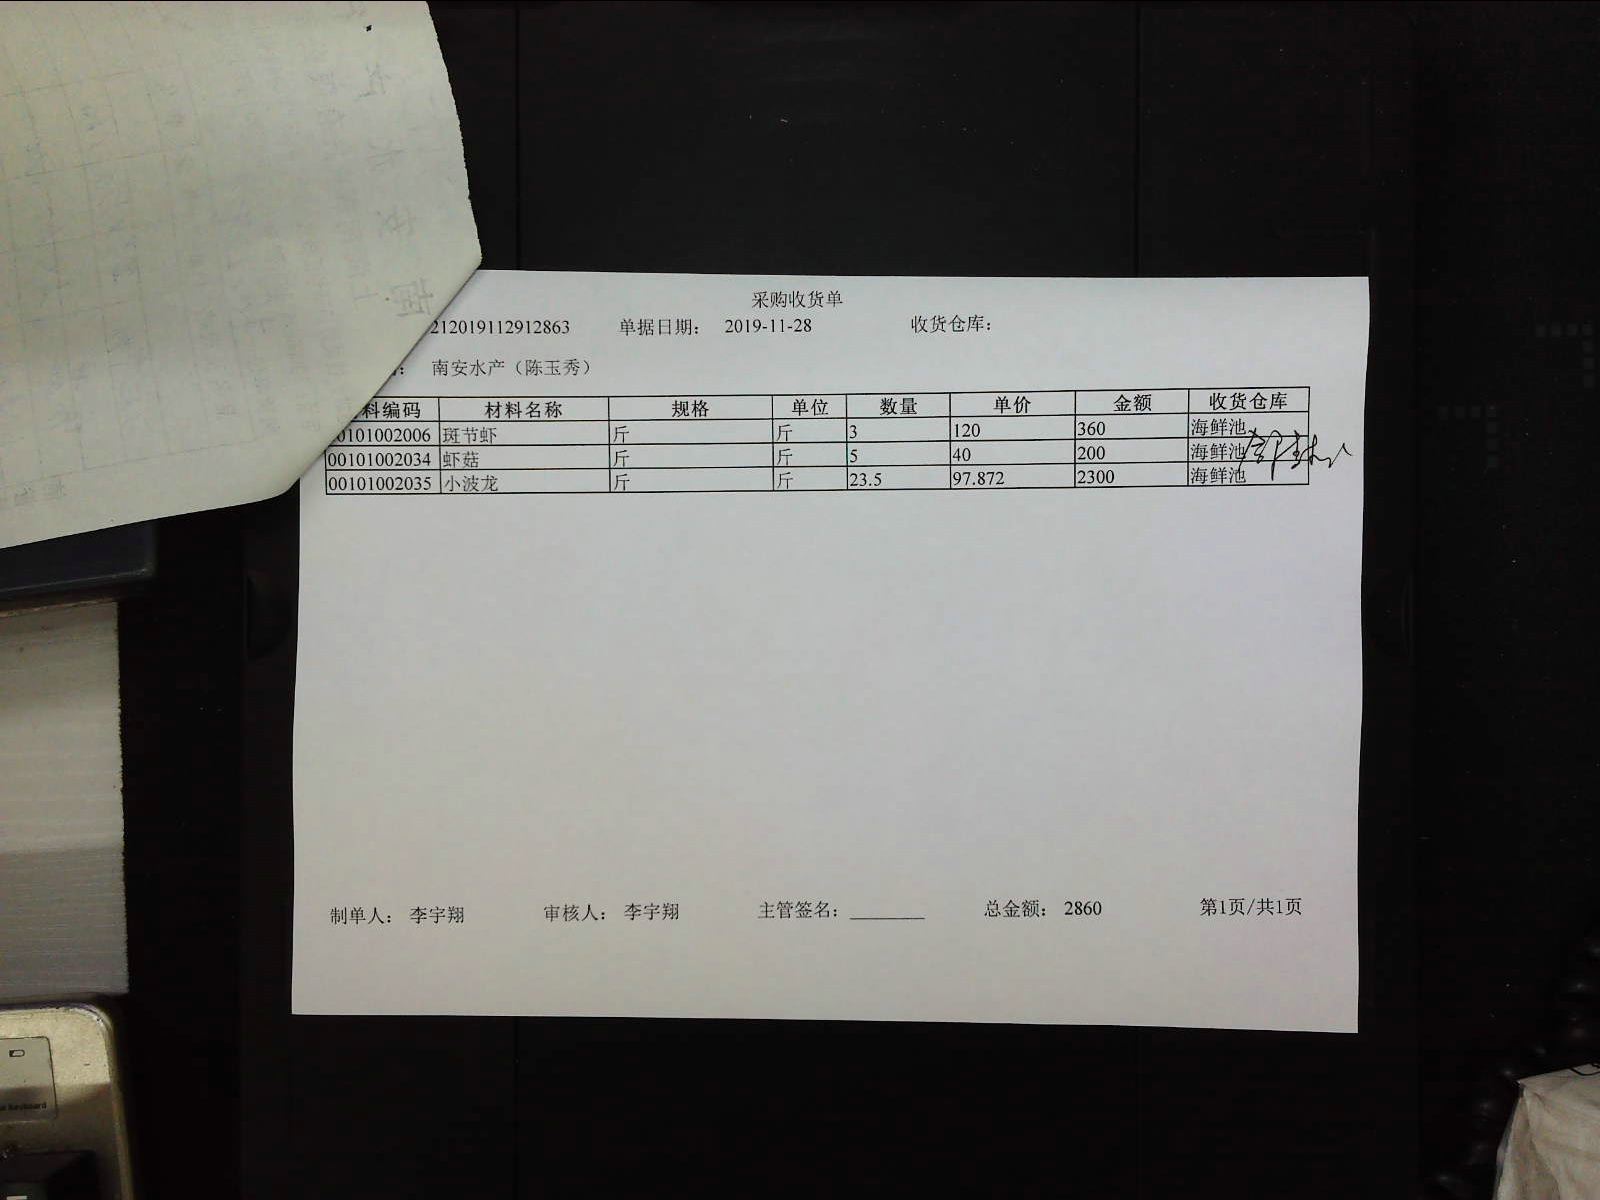 采购收货单
212019112912863 单据日期: 2019-11-28 收货仓库:
: 南安水产（陈玉秀）
料编码 材料名称 规格 单位 数量 单价 金额 收货仓库
0101002006 斑节虾 斤 斤 3 120 360 海鲜池
00101002034 虾菇 斤 斤 5 40 200 海鲜池
00101002035 小波龙 斤 斤 23.5 97.872 2300 海鲜池
制单人: 李宇翔 审核人: 李宇翔 主管签名: ________ 总金额: 2860 第1页/共1页
keyboard